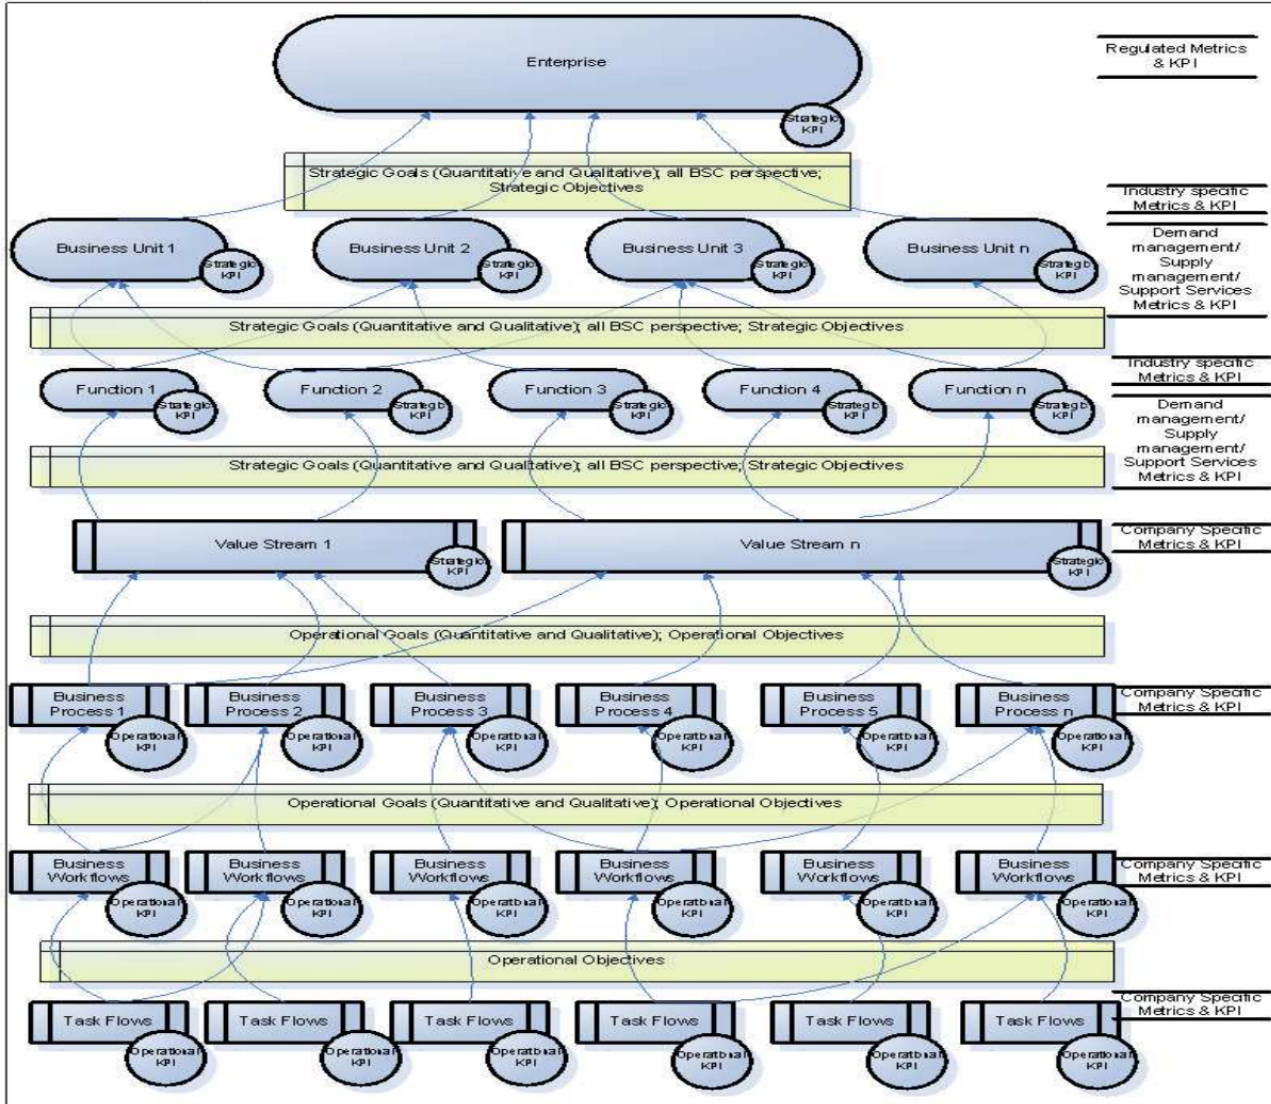 Enterprise
Regulated Metrics
& KPI
Strategic
KPI
Strategic Goals (Quantitative and Qualitative); all BSC perspective;
Strategic Objectives
Industry specific
Metrics & KPI
Business Unit 1
Strategic
KPI
Business Unit 2
Strategic
KPI
Business Unit 3
Strategic
KPI
Business Unit n
Strategic
KPI
Demand
management/
Supply
management/
Support Services
Metrics & KPI
Strategic Goals (Quantitative and Qualitative); all BSC perspective; Strategic Objectives
Industry specific
Metrics & KPI
Function 1
Strategic
KPI
Function 2
Strategic
KPI
Function 3
Strategic
KPI
Function 4
Strategic
KPI
Function n
Strategic
KPI
Demand
management/
Supply
management/
Support Services
Metrics & KPI
Strategic Goals (Quantitative and Qualitative); all BSC perspective; Strategic Objectives
Value Stream 1
Strategic
KPI
Value Stream n
Strategic
KPI
Company Specific
Metrics & KPI
Operational Goals (Quantitative and Qualitative); Operational Objectives
Business
Process 1
Operational
KPI
Business
Process 2
Operational
KPI
Business
Process 3
Operational
KPI
Business
Process 4
Operational
KPI
Business
Process 5
Operational
KPI
Business
Process n
Operational
KPI
Company Specific
Metrics & KPI
Operational Goals (Quantitative and Qualitative); Operational Objectives
Business
Workflows
Operational
KPI
Business
Workflows
Operational
KPI
Business
Workflows
Operational
KPI
Business
Workflows
Operational
KPI
Business
Workflows
Operational
KPI
Business
Workflows
Operational
KPI
Company Specific
Metrics & KPI
Operational Objectives
Task Flows
Operational
KPI
Task Flows
Operational
KPI
Task Flows
Operational
KPI
Task Flows
Operational
KPI
Task Flows
Operational
KPI
Task Flows
Operational
KPI
Company Specific
Metrics & KPI